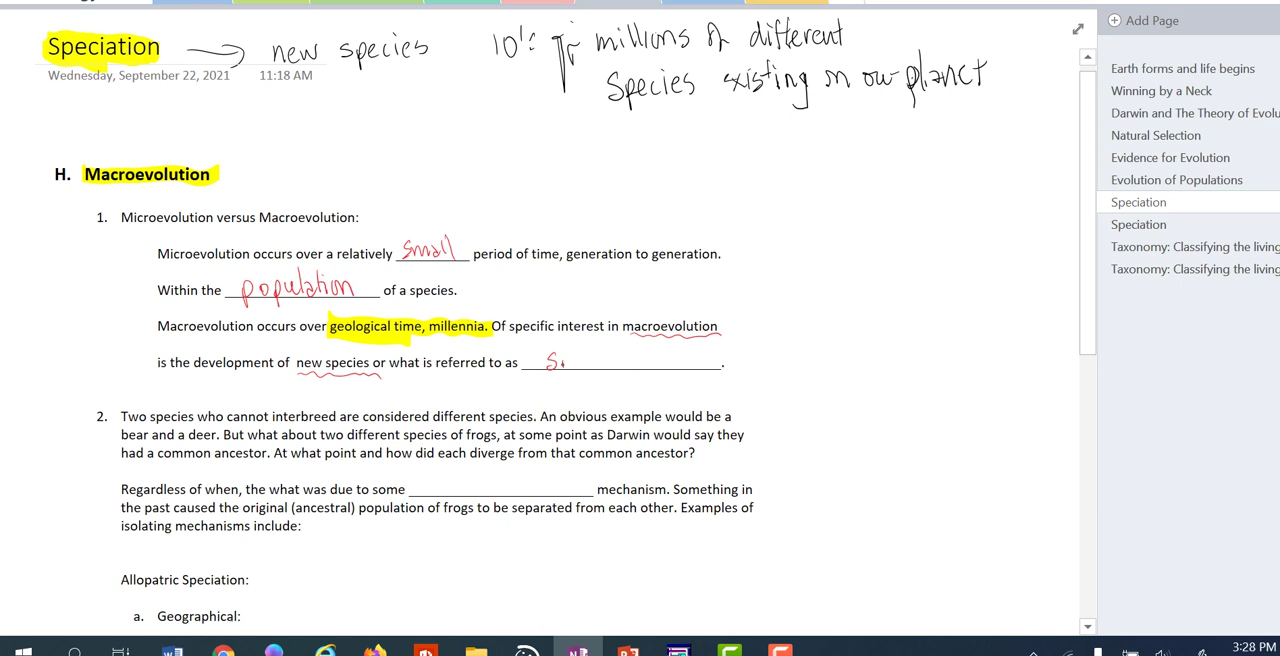 Speciation → new species 10's of millions of different
Wednesday, September 22, 2021 11:18 AM
Species existing on our planet
H. Macroevolution
1. Microevolution versus Macroevolution:
Microevolution occurs over a relatively small period of time, generation to generation.
Within the population of a species.
Macroevolution occurs over geological time, millennia. Of specific interest in macroevolution
is the development of new species or what is referred to as ____________.
2. Two species who cannot interbreed are considered different species. An obvious example would be a
bear and a deer. But what about two different species of frogs, at some point as Darwin would say they
had a common ancestor. At what point and how did each diverge from that common ancestor?
Regardless of when, the what was due to some ____________ mechanism. Something in
the past caused the original (ancestral) population of frogs to be separated from each other. Examples of
isolating mechanisms include:
Allopatric Speciation:
a. Geographical:
Add Page
Earth forms and life begins
Winning by a Neck
Darwin and The Theory of Evolu
Natural Selection
Evidence for Evolution
Evolution of Populations
Speciation
Speciation
Taxonomy: Classifying the living
Taxonomy: Classifying the living
3:28 PM